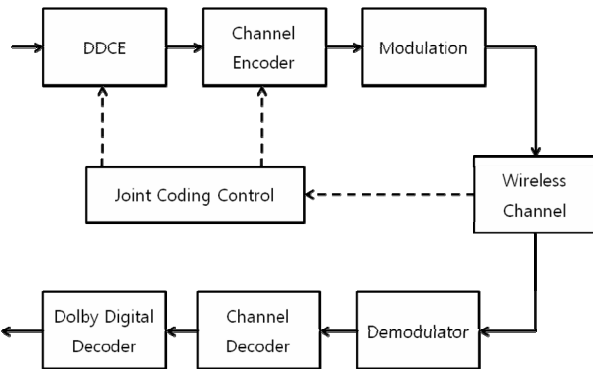 DDCE
Channel
Encoder
Modulation
Joint Coding Control
Wireless
Channel
Dolby Digital
Decoder
Channel
Decoder
Demodulator